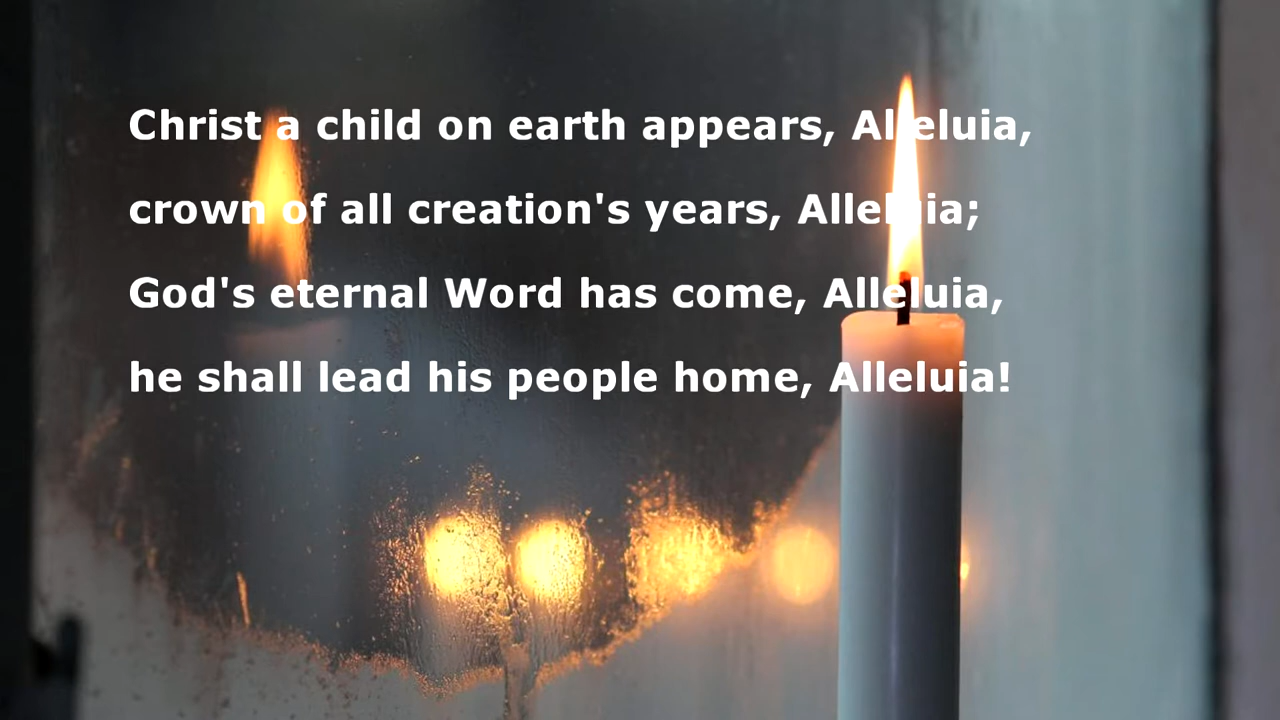 Christ a child on earth appears, Alleluia,
crown of all creation's years, Alleluia;
God's eternal Word has come, Alleluia,
he shall lead his people home, Alleluia!